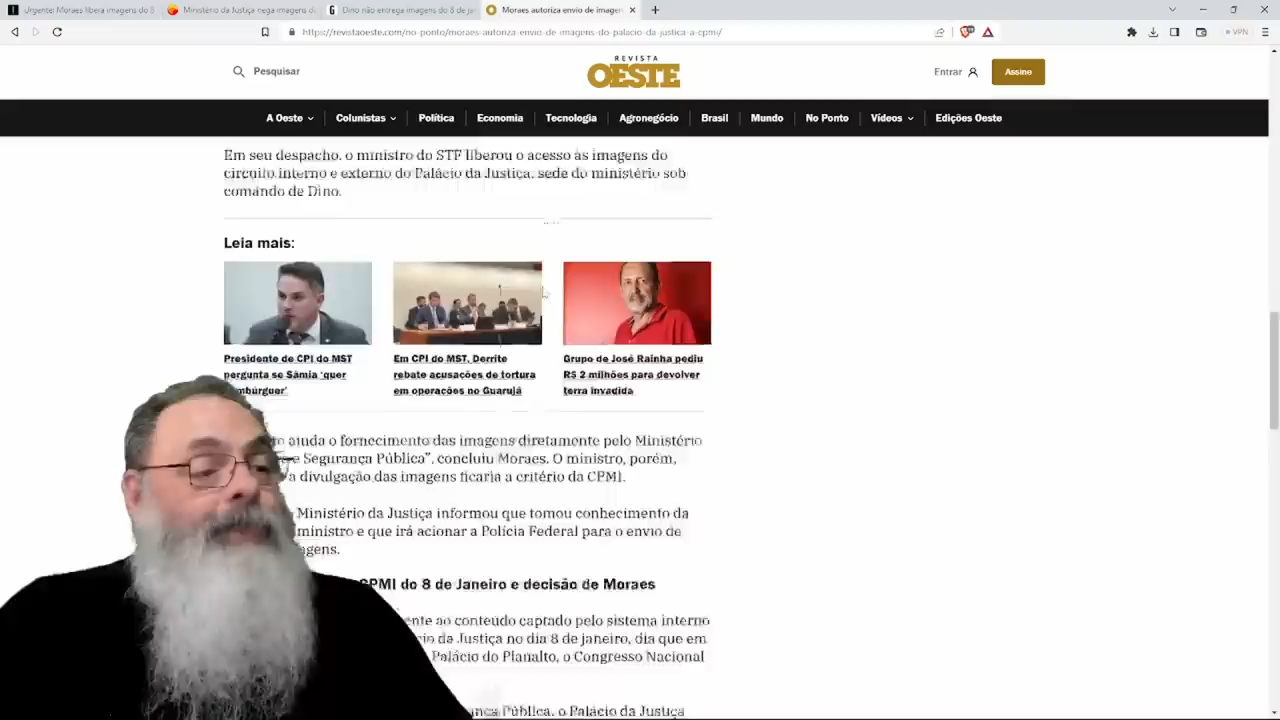 Urgente: Moraes libera imagens do 8
Ministério da Justiça nega imagens d
Dino não entrega imagens do 8 de jan
Moraes autoriza envio de imagen
https://revistaoeste.com/no-ponto/moraes-autoriza-envio-de-imagens-do-palacio-da-justica-a-cpmi/
VPN
Pesquisar
REVISTA
OESTE
Entrar
Assine
A Oeste
Colunistas
Política
Economia
Tecnologia
Agronegócio
Brasil
Mundo
No Ponto
Vídeos
Edições Oeste
Em seu despacho, o ministro do STF liberou o acesso às imagens do
circuito interno e externo do Palácio da Justiça, sede do ministério sob
comando de Dino.
Leia mais:
Presidente de CPI do MST
pergunta se Sâmia 'quer
mbúrguer'
Em CPI do MST, Derrite
rebate acusações de tortura
em operações no Guarujá
Grupo de José Rainha pediu
R$ 2 milhões para devolver
terra invadida
ainda o fornecimento das imagens diretamente pelo Ministério
e Segurança Pública", concluiu Moraes. O ministro, porém,
a divulgação das imagens ficaria a critério da CPMI.
Ministério da Justiça informou que tomou conhecimento da
ministro e que irá acionar a Polícia Federal para o envio de
agens.
CPMI do 8 de Janeiro e decisão de Moraes
ente ao conteúdo captado pelo sistema interno
cio da Justiça no dia 8 de janeiro, dia que em
Palácio do Planalto, o Congresso Nacional
nça Pública, o Palácio da Justiça